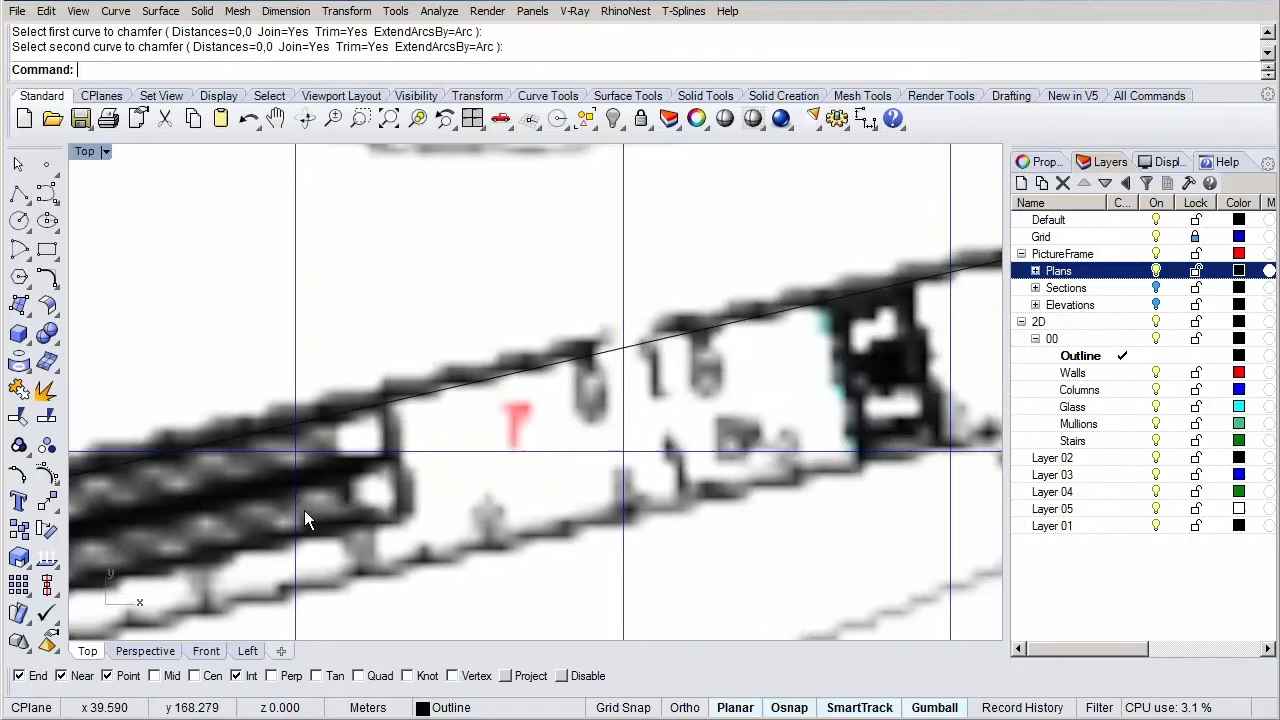 File Edit View Curve Surface Solid Mesh Dimension Transform Tools Analyze Render Panels V-Ray RhinoNest T-Splines Help
Select first curve to chamfer ( Distances=0,0 Join=Yes Trim=Yes ExtendArcsBy=Arc ):
Select second curve to chamfer ( Distances=0,0 Join=Yes Trim=Yes ExtendArcsBy=Arc ):
Command:
Standard CPlanes Set View Display Select Viewport Layout Visibility Transform Curve Tools Surface Tools Solid Tools Solid Creation Mesh Tools Render Tools Drafting New in V5 All Commands
Top
Prop... Layers Displ... Help
Name C... On Lock Color M
Default
Grid
PictureFrame
Plans
Sections
Elevations
2D
00
Outline
Walls
Columns
Glass
Mullions
Stairs
Layer 02
Layer 03
Layer 04
Layer 05
Layer 01
y
x
Top Perspective Front Left
End Near Point Mid Cen Int Perp Tan Quad Knot Vertex Project Disable
CPlane x 39.590 y 168.279 z 0.000 Meters Outline Grid Snap Ortho Planar Osnap SmartTrack Gumball Record History Filter CPU use: 3.1 %